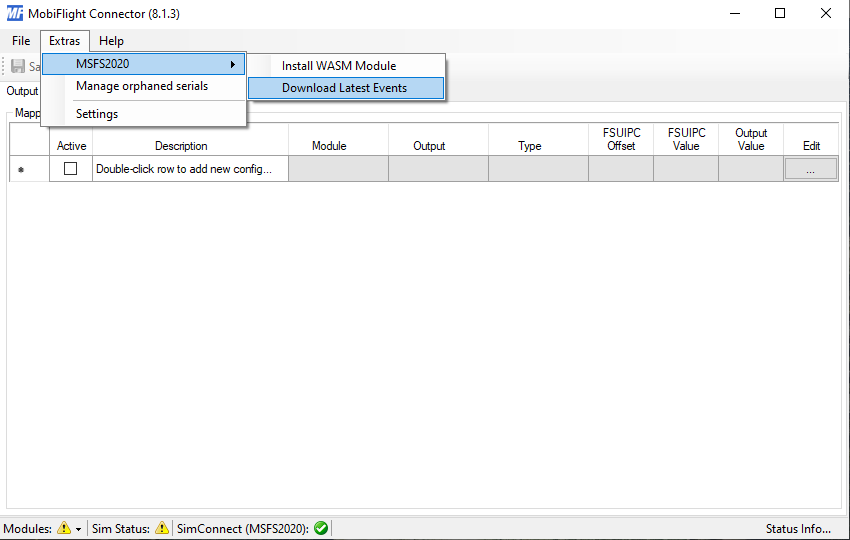 MobiFlight Connector (8.1.3)
File Extras Help
MSFS2020
Install WASM Module
Download Latest Events
Manage orphaned serials
Settings
Sa
Output
Mapp
Active Description Module Output Type FSUIPC Offset FSUIPC Value Output Value Edit
Double-click row to add new config... ...
Modules: Sim Status: SimConnect (MSFS2020): Status Info...